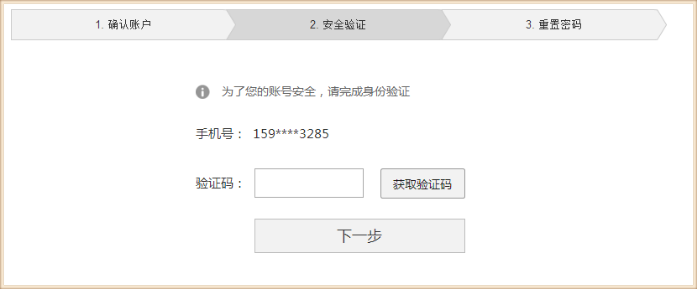 1. 确认账户 2. 安全验证 3. 重置密码
为了您的账号安全，请完成身份验证
手机号： 159****3285
验证码： 获取验证码
下一步